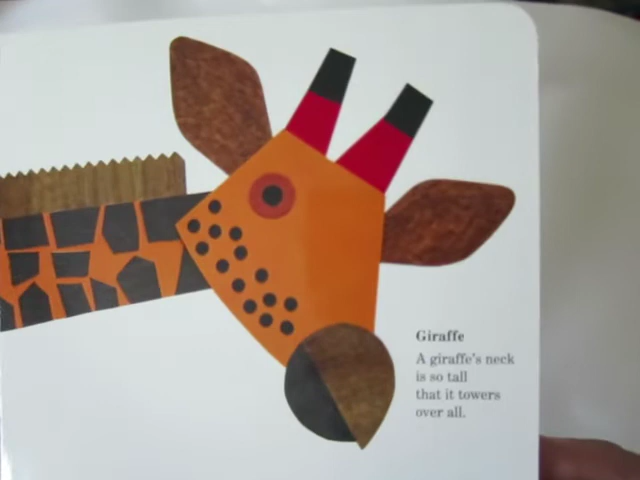 Giraffe
A giraffe's neck
is so tall
that it towers
over all.